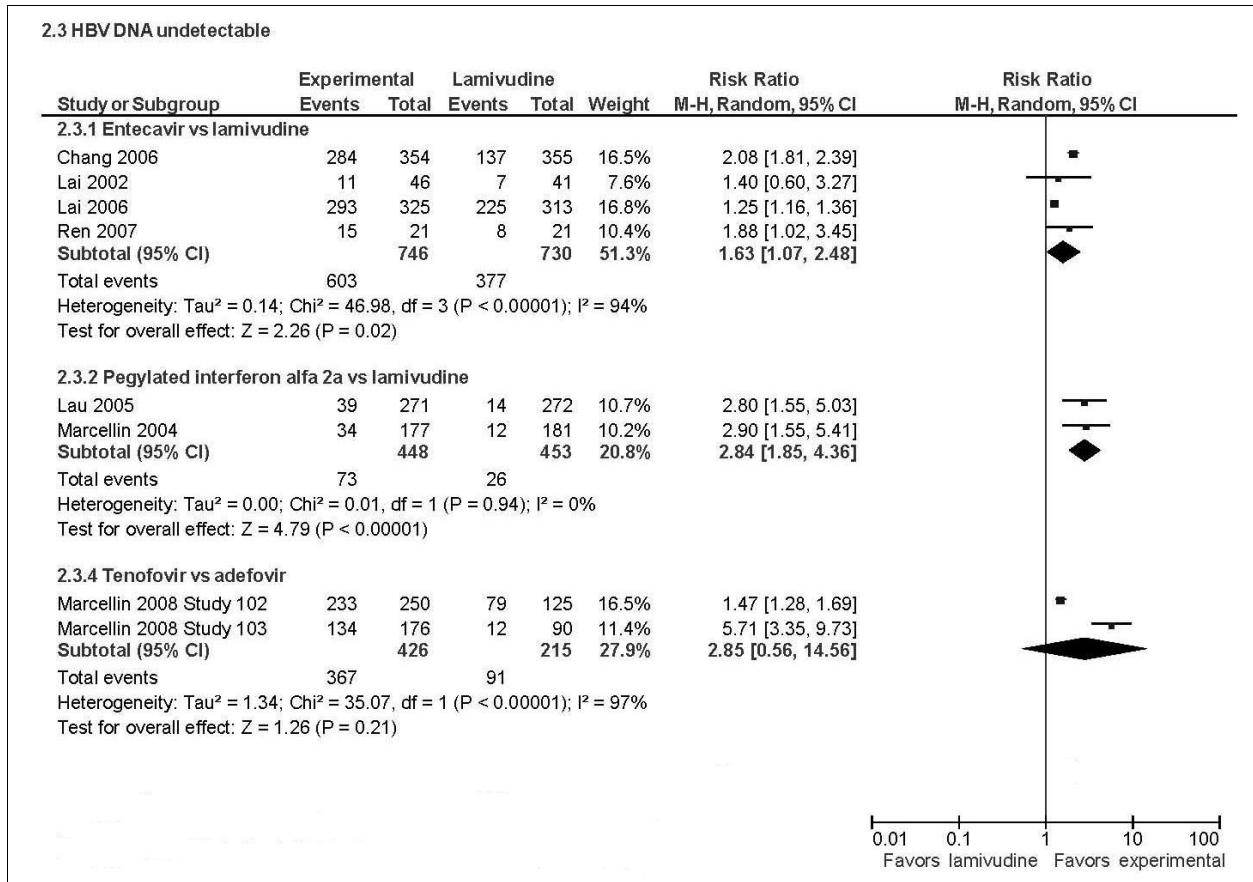 2.3 HBV DNA undetectable
Experimental Lamivudine Risk Ratio Risk Ratio
Study or Subgroup Events Total Events Total Weight M-H, Random, 95% CI M-H, Random, 95% CI
2.3.1 Entecavir vs lamivudine
Chang 2006 284 354 137 355 16.5% 2.08 [1.81, 2.39]
Lai 2002 11 46 7 41 7.6% 1.40 [0.60, 3.27]
Lai 2006 293 325 225 313 16.8% 1.25 [1.16, 1.36]
Ren 2007 15 21 8 21 10.4% 1.88 [1.02, 3.45]
Subtotal (95% CI) 746 730 51.3% 1.63 [1.07, 2.48]
Total events 603 377
Heterogeneity: Tau² = 0.14; Chi² = 46.98, df = 3 (P < 0.00001); I² = 94%
Test for overall effect: Z = 2.26 (P = 0.02)
2.3.2 Pegylated interferon alfa 2a vs lamivudine
Lau 2005 39 271 14 272 10.7% 2.80 [1.55, 5.03]
Marcellin 2004 34 177 12 181 10.2% 2.90 [1.55, 5.41]
Subtotal (95% CI) 448 453 20.8% 2.84 [1.85, 4.36]
Total events 73 26
Heterogeneity: Tau² = 0.00; Chi² = 0.01, df = 1 (P = 0.94); I² = 0%
Test for overall effect: Z = 4.79 (P < 0.00001)
2.3.4 Tenofovir vs adefovir
Marcellin 2008 Study 102 233 250 79 125 16.5% 1.47 [1.28, 1.69]
Marcellin 2008 Study 103 134 176 12 90 11.4% 5.71 [3.35, 9.73]
Subtotal (95% CI) 426 215 27.9% 2.85 [0.56, 14.56]
Total events 367 91
Heterogeneity: Tau² = 1.34; Chi² = 35.07, df = 1 (P < 0.00001); I² = 97%
Test for overall effect: Z = 1.26 (P = 0.21)
0.01 0.1 1 10 100
Favors lamivudine Favors experimental